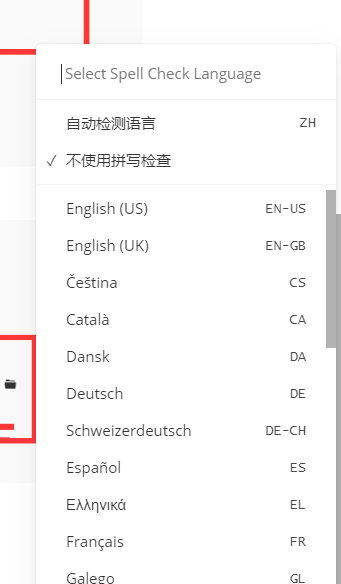 Select Spell Check Language
自动检测语言 ZH
✓ 不使用拼写检查
English (US) EN-US
English (UK) EN-GB
Čeština CS
Català CA
Dansk DA
Deutsch DE
Schweizerdeutsch DE-CH
Español ES
Ελληνικά EL
Français FR
Galego GL